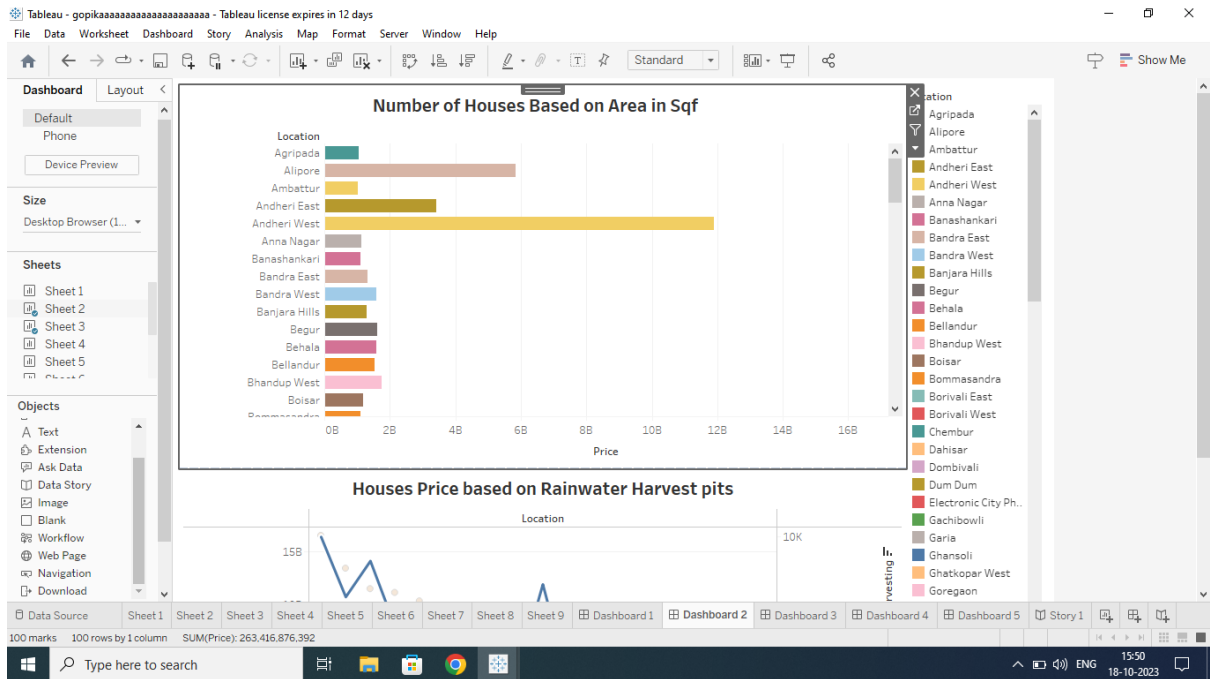 Tableau - gopikaaaaaaaaaaaaaaaaaaaaaa - Tableau license expires in 12 days
File Data Worksheet Dashboard Story Analysis Map Format Server Window Help
Standard
Show Me
Dashboard Layout
Default
Phone
Device Preview
Size
Desktop Browser (1...
Sheets
Sheet 1
Sheet 2
Sheet 3
Sheet 4
Sheet 5
Objects
Text
Extension
Ask Data
Data Story
Image
Blank
Workflow
Web Page
Navigation
Download
Number of Houses Based on Area in Sqf
Location
Agripada
Alipore
Ambattur
Andheri East
Andheri West
Anna Nagar
Banashankari
Bandra East
Bandra West
Banjara Hills
Begur
Behala
Bellandur
Bhandup West
Boisar
Bommasandra
0B 2B 4B 6B 8B 10B 12B 14B 16B
Price
Houses Price based on Rainwater Harvest pits
Location
15B
10K
Agripada
Alipore
Ambattur
Andheri East
Andheri West
Anna Nagar
Banashankari
Bandra East
Bandra West
Banjara Hills
Begur
Behala
Bellandur
Bhandup West
Boisar
Bommasandra
Borivali East
Borivali West
Chembur
Dahisar
Dombivali
Dum Dum
Electronic City Ph..
Gachibowli
Garia
Ghansoli
Ghatkopar West
Goregaon
Data Source Sheet 1 Sheet 2 Sheet 3 Sheet 4 Sheet 5 Sheet 6 Sheet 7 Sheet 8 Sheet 9 Dashboard 1 Dashboard 2 Dashboard 3 Dashboard 4 Dashboard 5 Story 1
100 marks 100 rows by 1 column SUM(Price): 263,416,876,392
Type here to search
ENG
15:50
18-10-2023